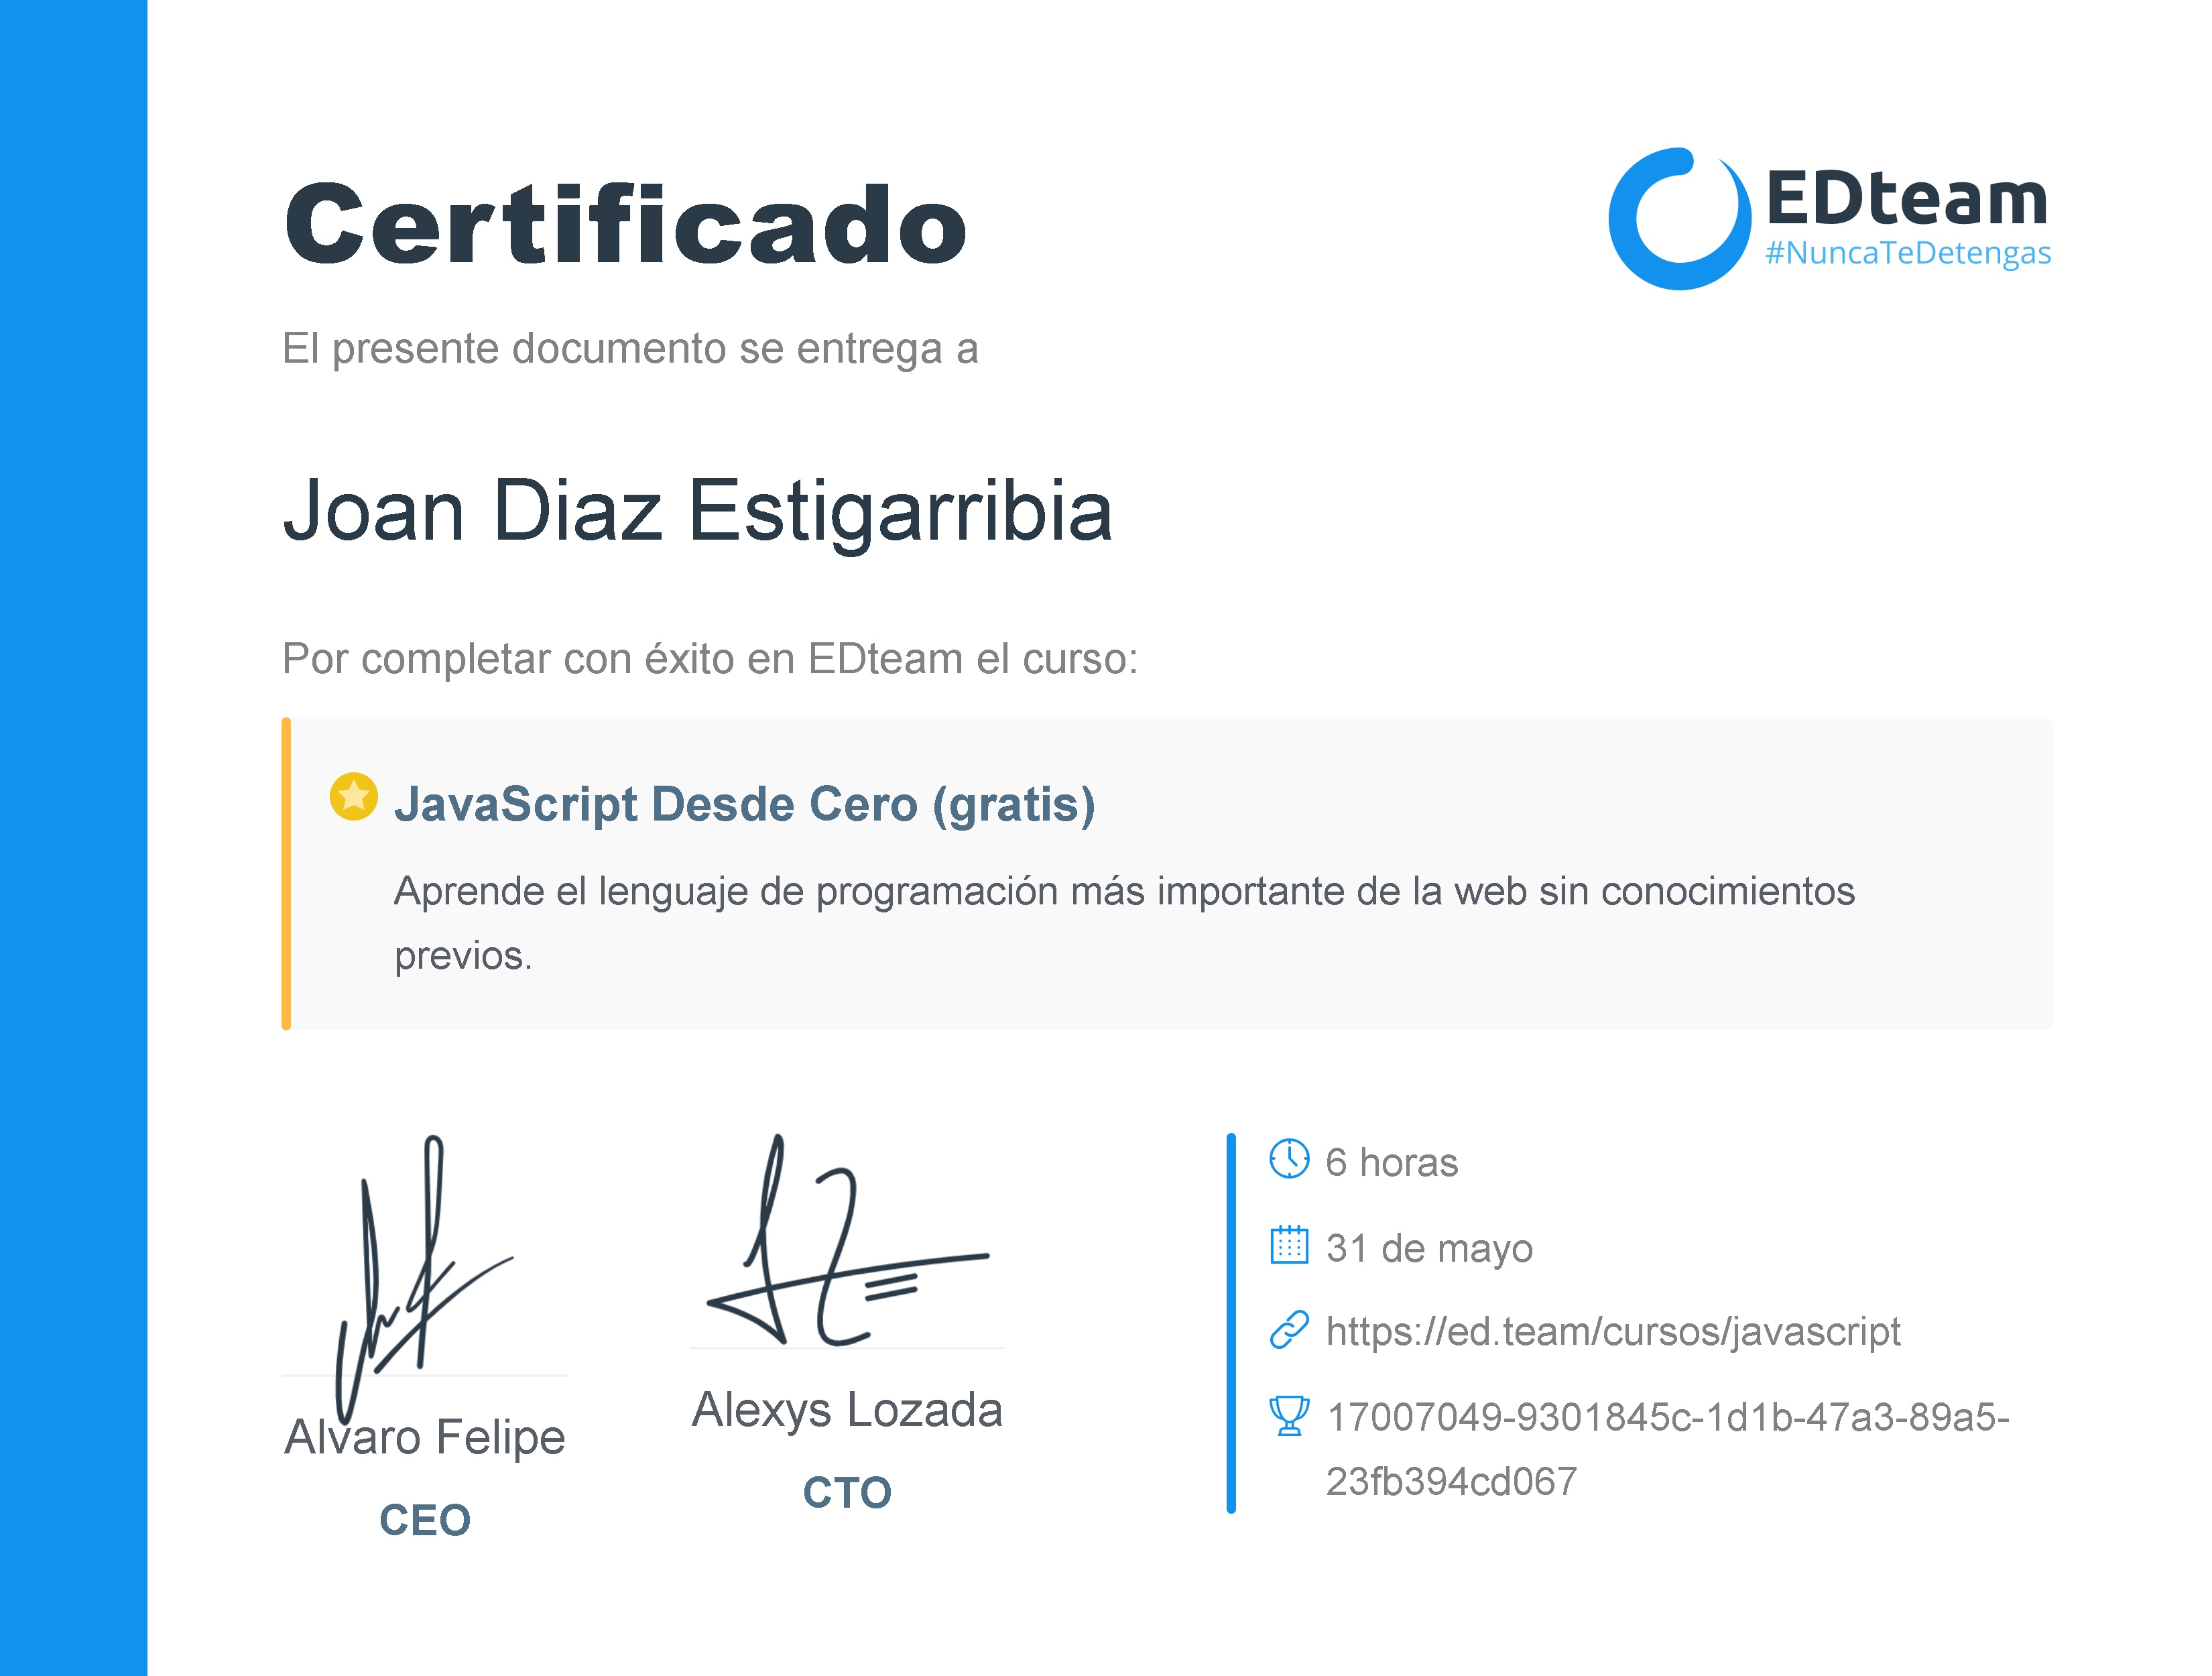 Certificado
EDteam
#NuncaTeDetengas
El presente documento se entrega a
Joan Diaz Estigarribia
Por completar con éxito en EDteam el curso:
JavaScript Desde Cero (gratis)
Aprende el lenguaje de programación más importante de la web sin conocimientos
previos.
Alvaro Felipe
CEO
Alexys Lozada
CTO
6 horas
31 de mayo
https://ed.team/cursos/javascript
17007049-9301845c-1d1b-47a3-89a5-
23fb394cd067